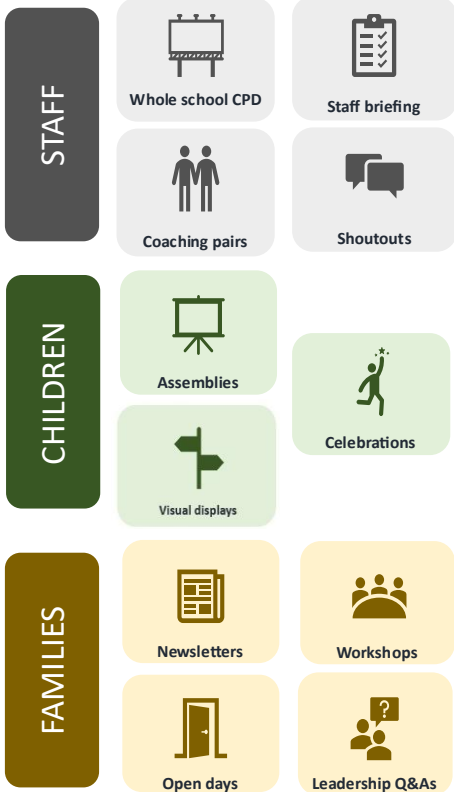 STAFF
Whole school CPD
Staff briefing
Coaching pairs
Shoutouts
CHILDREN
Assemblies
Celebrations
Visual displays
FAMILIES
Newsletters
Workshops
?
Open days
Leadership Q&As